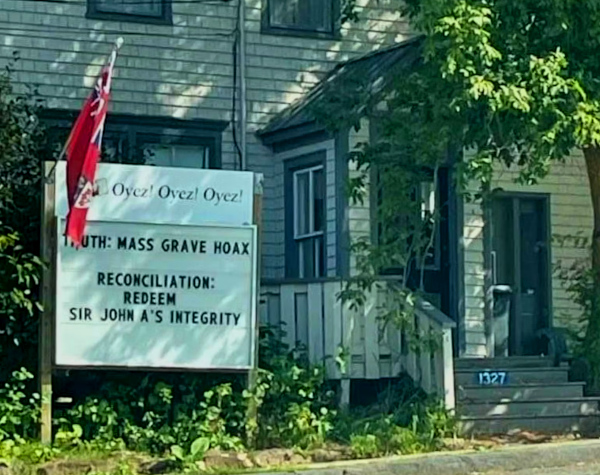 Oyez! Oyez! Oyez!
TRUTH: MASS GRAVE HOAX
RECONCILIATION:
REDEEM
SIR JOHN A'S INTEGRITY
1327